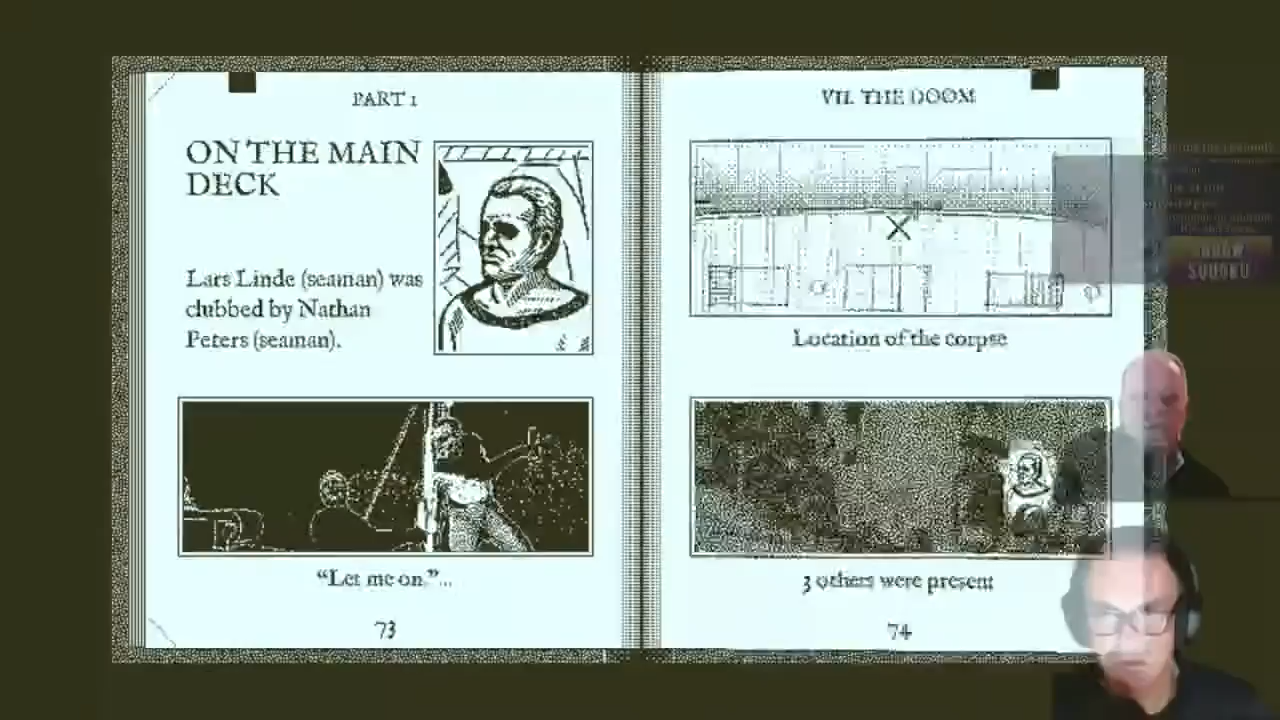 PART 1
ON THE MAIN
DECK
Lars Linde (seaman) was
clubbed by Nathan
Peters (seaman).
"Let me on."...
73
VII. THE DOOM
Location of the corpse
3 others were present
74
SUDOKU